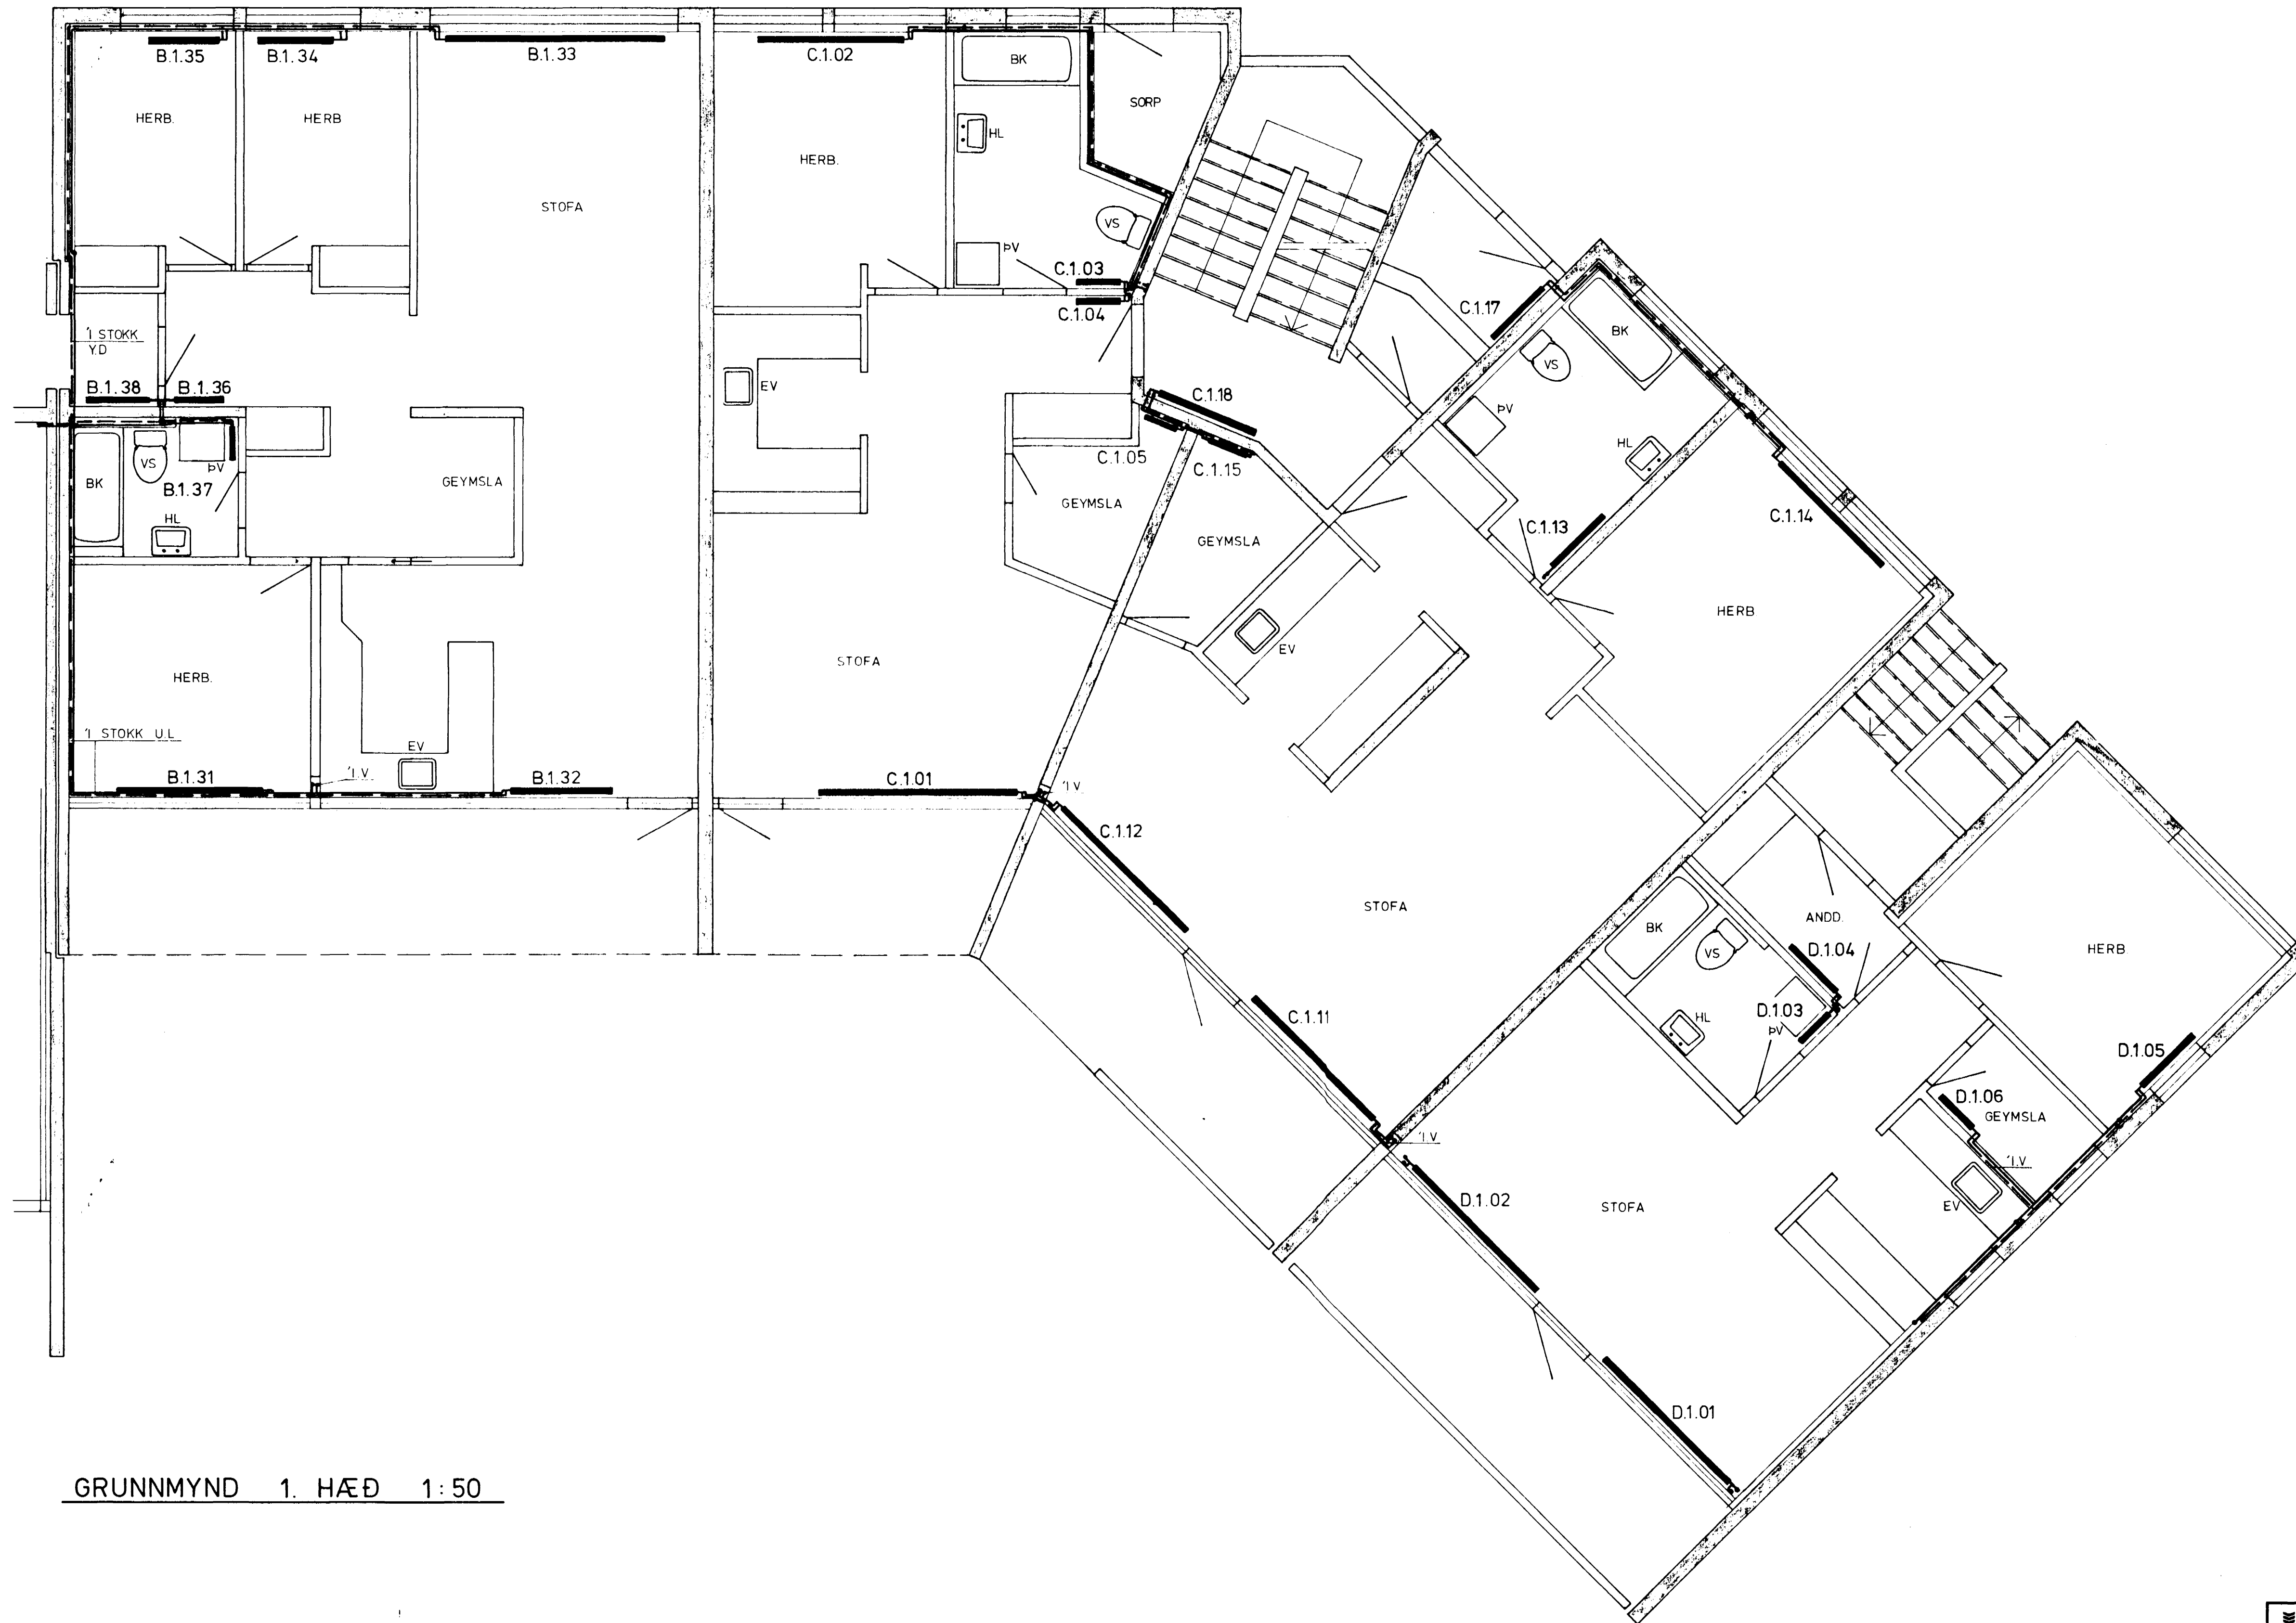 B.1.35
B.1.34
B.1.33
C.1.02
BK
HERB.
HERB
SORP
HL
HERB.
STOFA
VS
ÞV
C.1.03
C.1.04
C.1.17
BK
VS
Í STOKK
Y.D
B.1.38
B.1.36
EV
C.1.18
ÞV
HL
C.1.05
C.1.15
VS
ÞV
BK
B.1.37
GEYMSLA
GEYMSLA
HL
C.1.13
C.1.14
GEYMSLA
HERB
EV
STOFA
HERB.
Í STOKK U.L
EV
Í.V.
B.1.31
B.1.32
C.1.01
Í.V.
C.1.12
STOFA
ANDD.
BK
VS
D.1.04
HERB
C.1.11
HL
D.1.03
ÞV
D.1.05
Í.V.
D.1.06
GEYMSLA
Í.V.
D.1.02
STOFA
EV
D.1.01
GRUNNMYND 1. HÆÐ 1:50